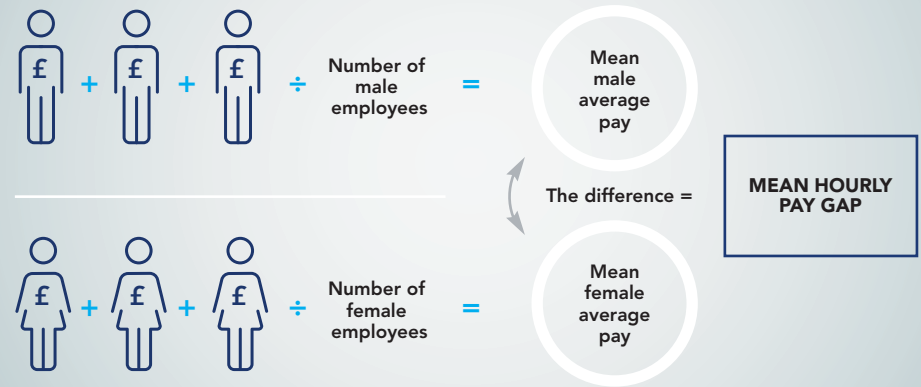 £ + £ + £ ÷
Number of
male
employees
=
Mean
male
average
pay
The difference =
MEAN HOURLY
PAY GAP
£ + £ + £ ÷
Number of
female
employees
=
Mean
female
average
pay